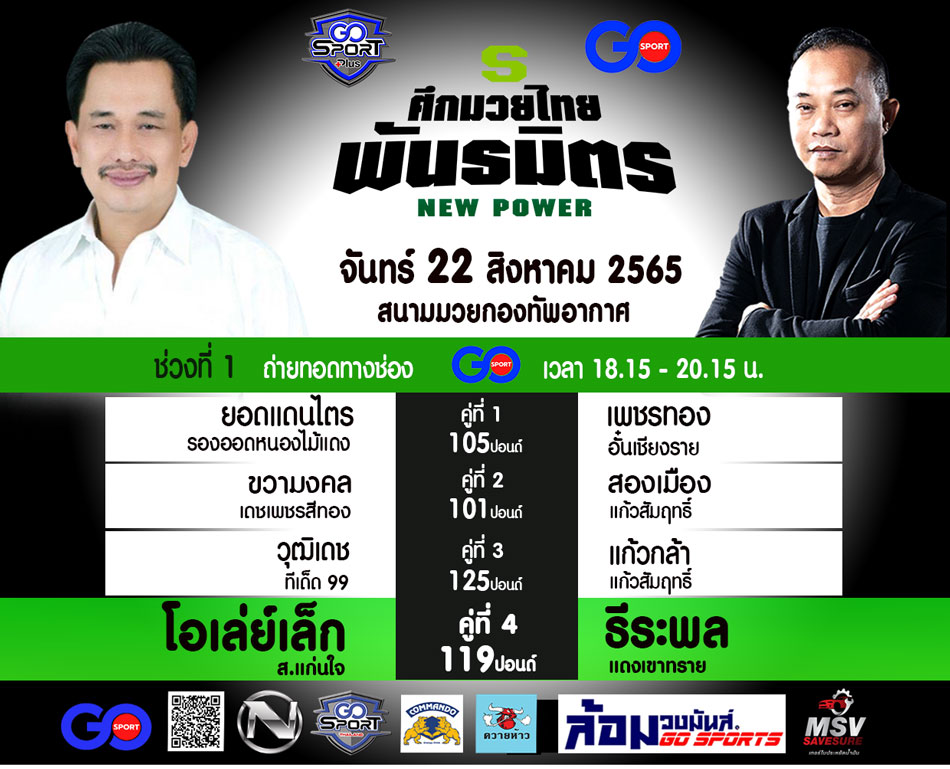 GO
SPORT
Plus
GO SPORT
S
ศึกมวยไทย
พันธมิตร
NEW POWER
จันทร์ 22 สิงหาคม 2565
สนามมวยกองทัพอากาศ
ช่วงที่ 1 ถ่ายทอดทางช่อง GO SPORT เวลา 18.15 - 20.15 น.
ยอดแดนไตร คู่ที่ 1 เพชรทอง
รองออดหนองไม้แดง 105ปอนด์ อั๋นเชียงราย
ขวามงคล คู่ที่ 2 สองเมือง
เดชเพชรสีทอง 101ปอนด์ แก้วสัมฤทธิ์
วุฒิเดช คู่ที่ 3 แก้วกล้า
ทีเด็ด 99 125ปอนด์ แก้วสัมฤทธิ์
โอเล่ย์เล็ก คู่ที่ 4 ธีระพล
ส.แก่นใจ 119ปอนด์ แดงเขาทราย
GO SPORT
N
GO
SPORT
COMMANDO
ควายหาว
ล้อมวงมันส์.
GO SPORTS
MSV
SAVESURE